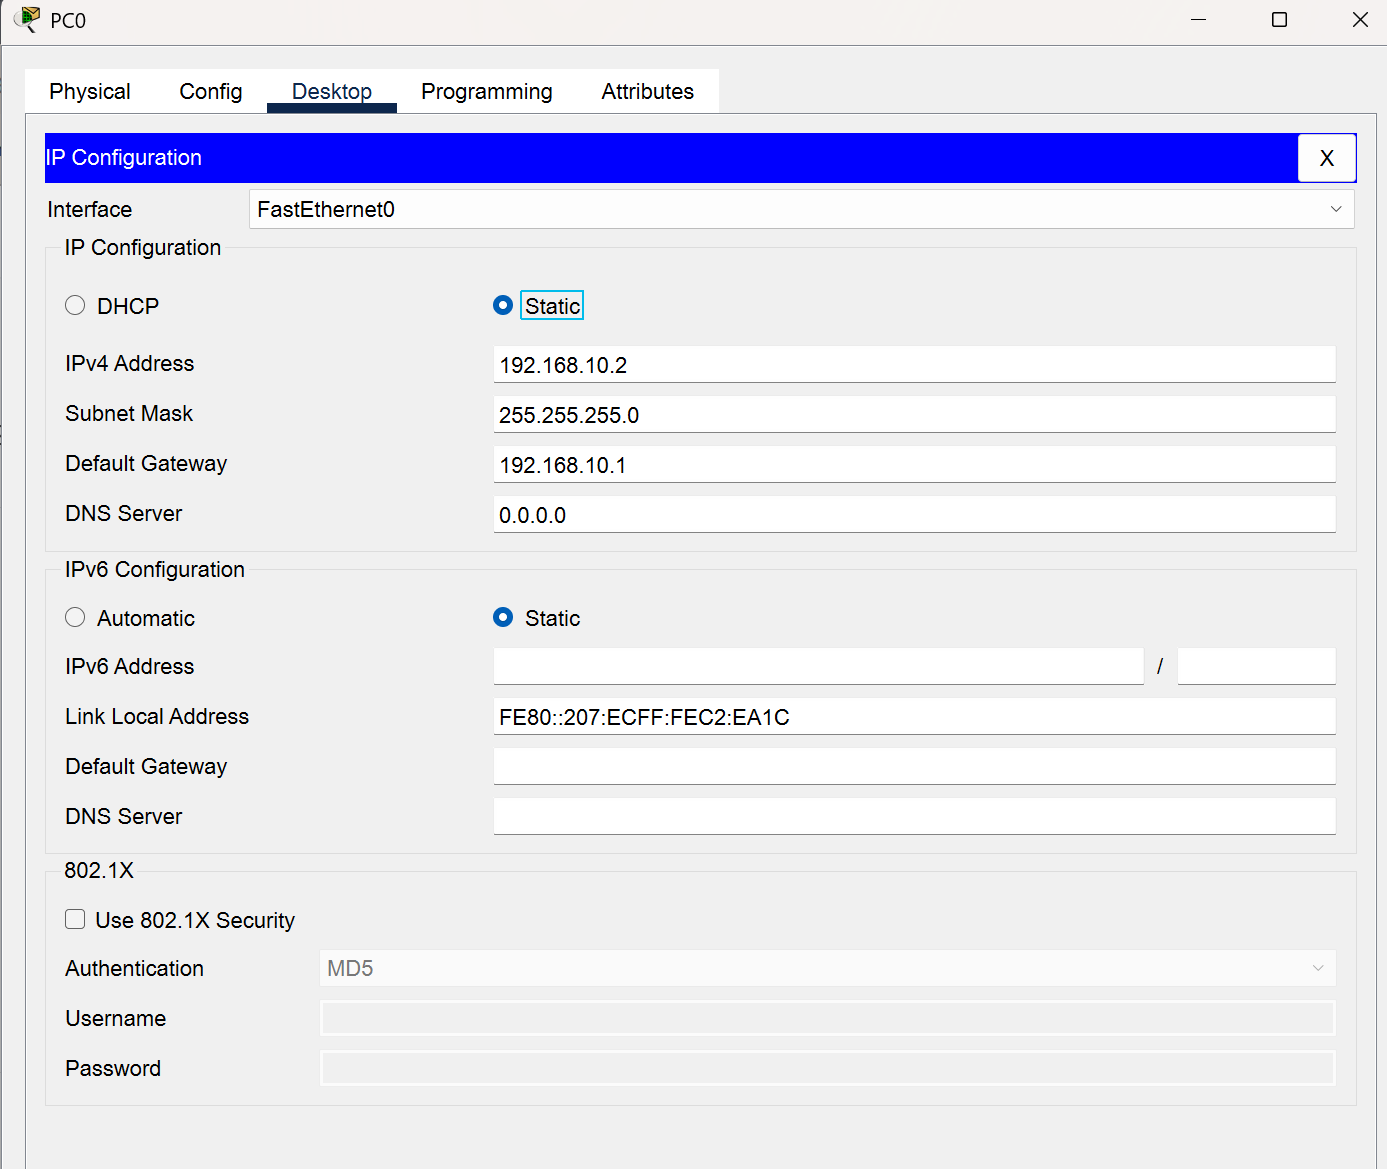 PC0
Physical Config Desktop Programming Attributes
IP Configuration X
Interface FastEthernet0
IP Configuration
DHCP Static
IPv4 Address 192.168.10.2
Subnet Mask 255.255.255.0
Default Gateway 192.168.10.1
DNS Server 0.0.0.0
IPv6 Configuration
Automatic Static
IPv6 Address /
Link Local Address FE80::207:ECFF:FEC2:EA1C
Default Gateway
DNS Server
802.1X
Use 802.1X Security
Authentication MD5
Username
Password